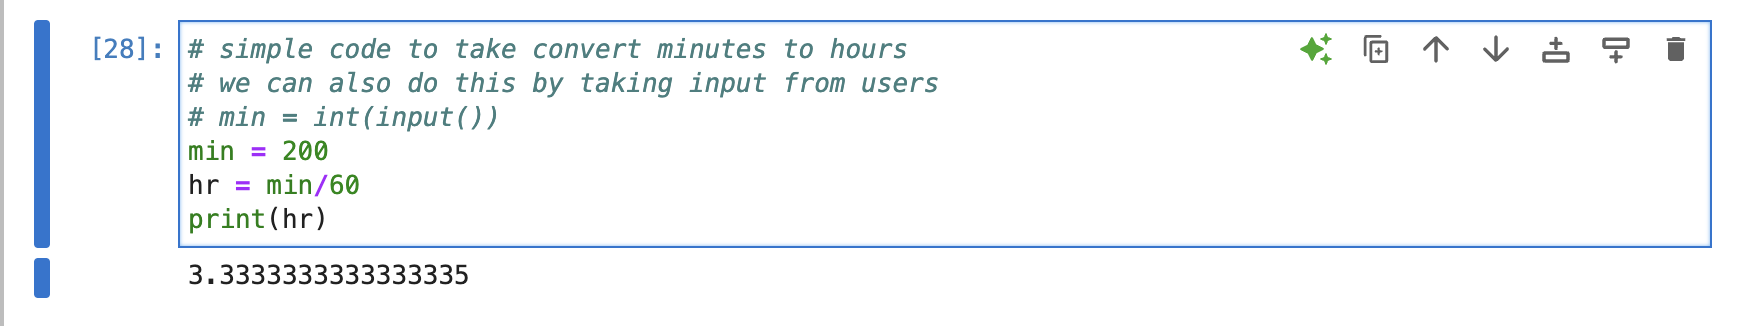 [28]: # simple code to take convert minutes to hours
# we can also do this by taking input from users
# min = int(input())
min = 200
hr = min/60
print(hr)
3.3333333333333335